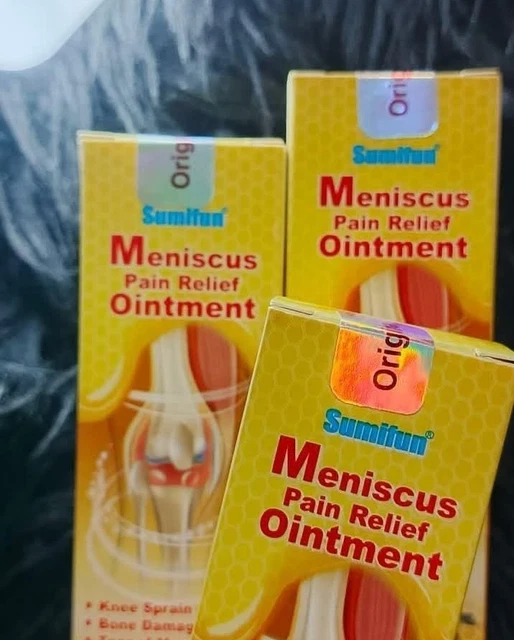 Orig
Sumifun
Meniscus
Pain Relief
Ointment
Knee Sprain
Bone Damag
Orig
Sumifun
Meniscus
Pain Relief
Ointment
Orig
Sumifun®
Meniscus
Pain Relief
Ointment